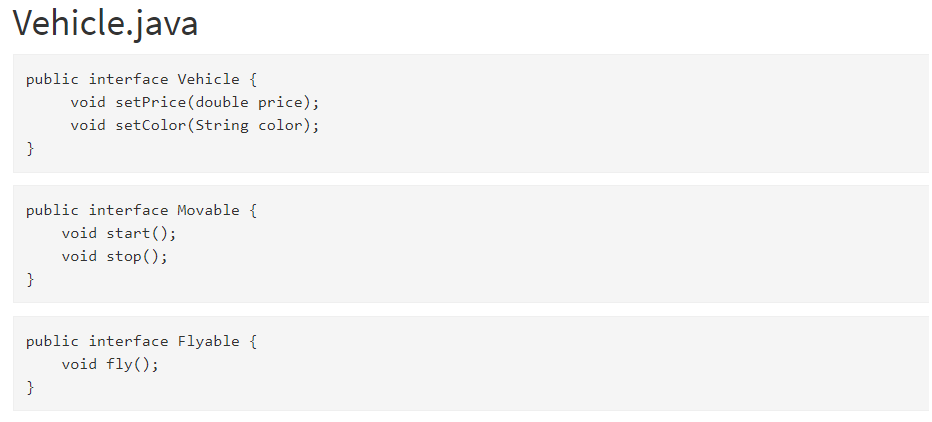 Vehicle.java
public interface Vehicle {
     void setPrice(double price);
     void setColor(String color);
}
public interface Movable {
    void start();
    void stop();
}
public interface Flyable {
    void fly();
}